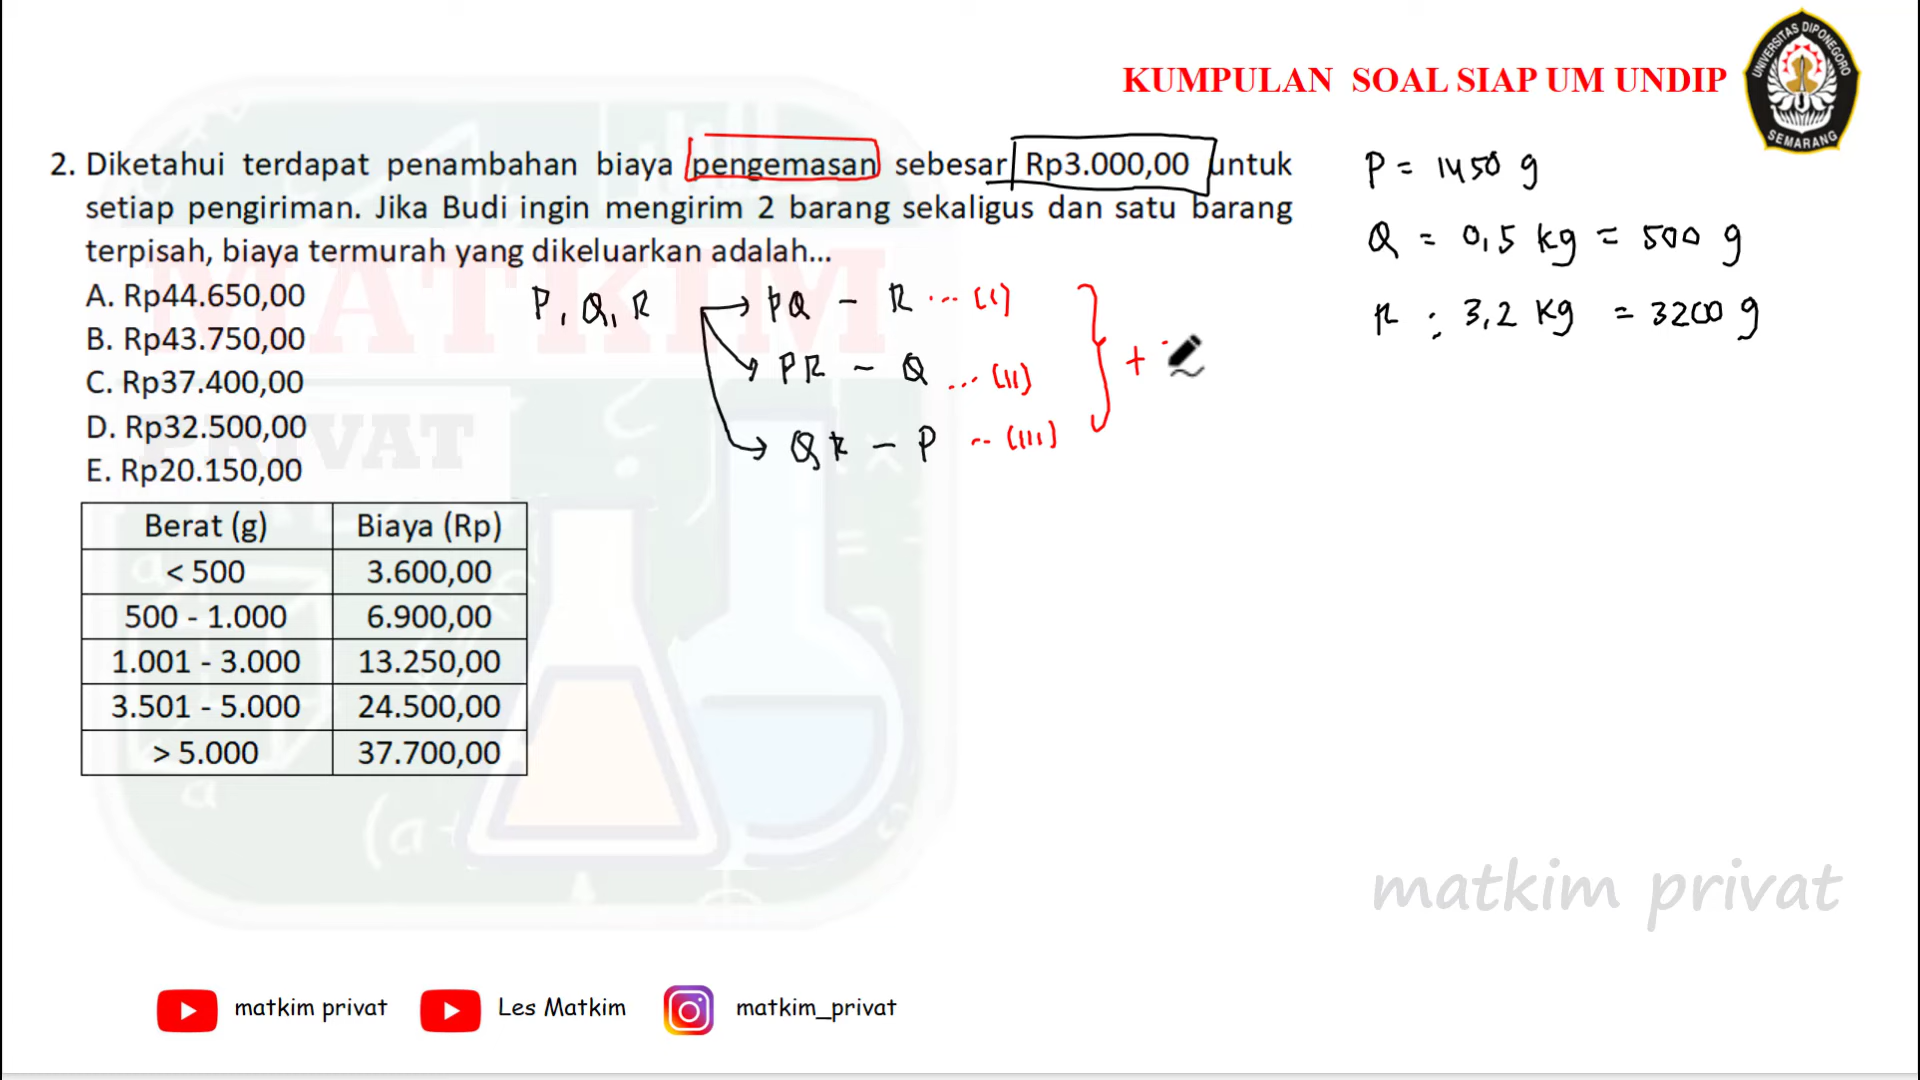 KUMPULAN SOAL SIAP UM UNDIP
UNIVERSITAS DIPONEGORO
SEMARANG
2. Diketahui terdapat penambahan biaya pengemasan sebesar Rp3.000,00 untuk
setiap pengiriman. Jika Budi ingin mengirim 2 barang sekaligus dan satu barang
terpisah, biaya termurah yang dikeluarkan adalah...
A. Rp44.650,00
B. Rp43.750,00
C. Rp37.400,00
D. Rp32.500,00
E. Rp20.150,00
P, Q, R
PQ - R ... (I)
PR - Q ... (II)
QR - P ... (III)
+
P = 1450 g
Q = 0,5 kg = 500 g
R : 3,2 kg = 3200 g
Berat (g) Biaya (Rp)
< 500 3.600,00
500 - 1.000 6.900,00
1.001 - 3.000 13.250,00
3.501 - 5.000 24.500,00
> 5.000 37.700,00
MATKIM
PRIVAT
matkim privat
matkim privat
Les Matkim
matkim_privat